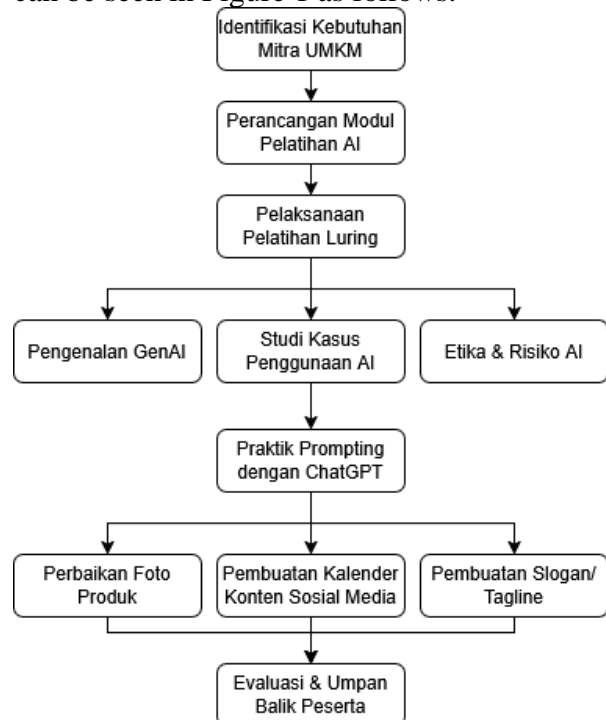 can be seen in Figure 1 as follows:
Identifikasi Kebutuhan
Mitra UMKM
Perancangan Modul
Pelatihan AI
Pelaksanaan
Pelatihan Luring
Pengenalan GenAI
Studi Kasus
Penggunaan AI
Etika & Risiko AI
Praktik Prompting
dengan ChatGPT
Perbaikan Foto
Produk
Pembuatan Kalender
Konten Sosial Media
Pembuatan Slogan/
Tagline
Evaluasi & Umpan
Balik Peserta